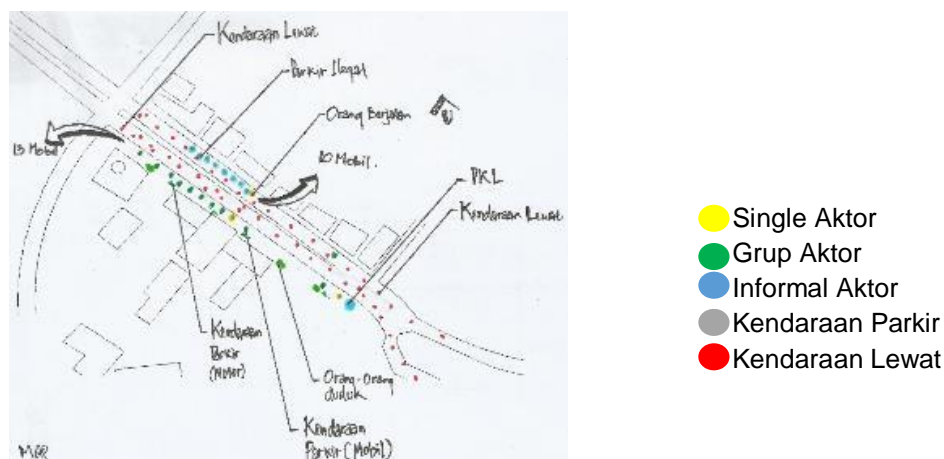 Kendaraan Lewat
Parkir Ilegal
Orang Berjalan
13 Mobil
10 Mobil.
PKL
Kendaraan Lewat
Kendaraan
Parkir
(Motor)
Orang-Orang
duduk
Kendaraan
Parkir (Mobil)
Single Aktor
Grup Aktor
Informal Aktor
Kendaraan Parkir
Kendaraan Lewat